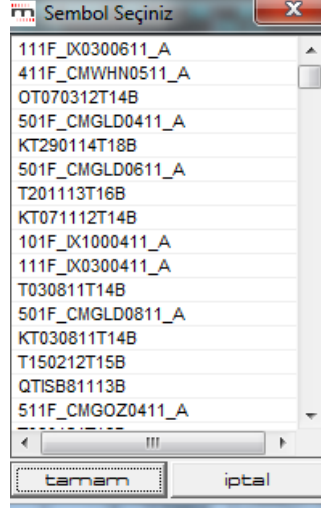 Sembol Seçiniz
111F_IX0300611_A
411F_CMWHN0511_A
OT070312T14B
501F_CMGLD0411_A
KT290114T18B
501F_CMGLD0611_A
T201113T16B
KT071112T14B
101F_IX1000411_A
111F_IX0300411_A
T030811T14B
501F_CMGLD0811_A
KT030811T14B
T150212T15B
QTISB81113B
511F_CMGOZ0411_A
tamam iptal